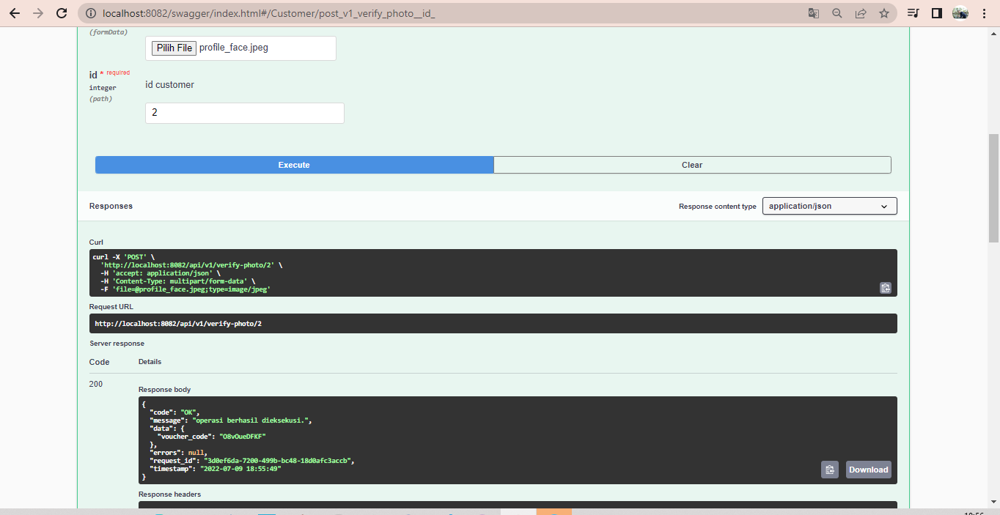 localhost:8082/swagger/index.html#/Customer/post_v1_verify_photo__id_
(formData)
Pilih File profile_face.jpeg
id * required
integer
(path)
id customer
2
Execute
Clear
Responses
Response content type
application/json
Curl
curl -X 'POST' \
'http://localhost:8082/api/v1/verify-photo/2' \
-H 'accept: application/json' \
-H 'Content-Type: multipart/form-data' \
-F 'file=@profile_face.jpeg;type=image/jpeg'
Request URL
http://localhost:8082/api/v1/verify-photo/2
Server response
Code Details
200
Response body
{
"code": "OK",
"message": "operasi berhasil dieksekusi.",
"data": {
"voucher_code": "O8vOueDFKF"
},
"errors": null,
"request_id": "3d0ef6da-7200-499b-bc48-18d0afc3accb",
"timestamp": "2022-07-09 18:55:49"
}
Download
Response headers